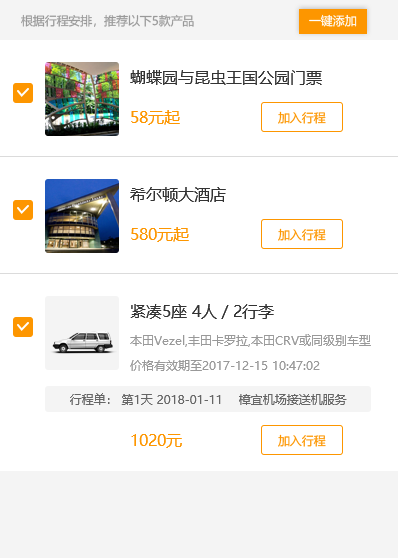 根据行程安排，推荐以下5款产品
一键添加
蝴蝶园与昆虫王国公园门票
58元起
加入行程
希尔顿大酒店
580元起
加入行程
紧凑5座 4人 / 2行李
本田Vezel,丰田卡罗拉,本田CRV或同级别车型
价格有效期至2017-12-15 10:47:02
行程单： 第1天 2018-01-11 樟宜机场接送机服务
1020元
加入行程